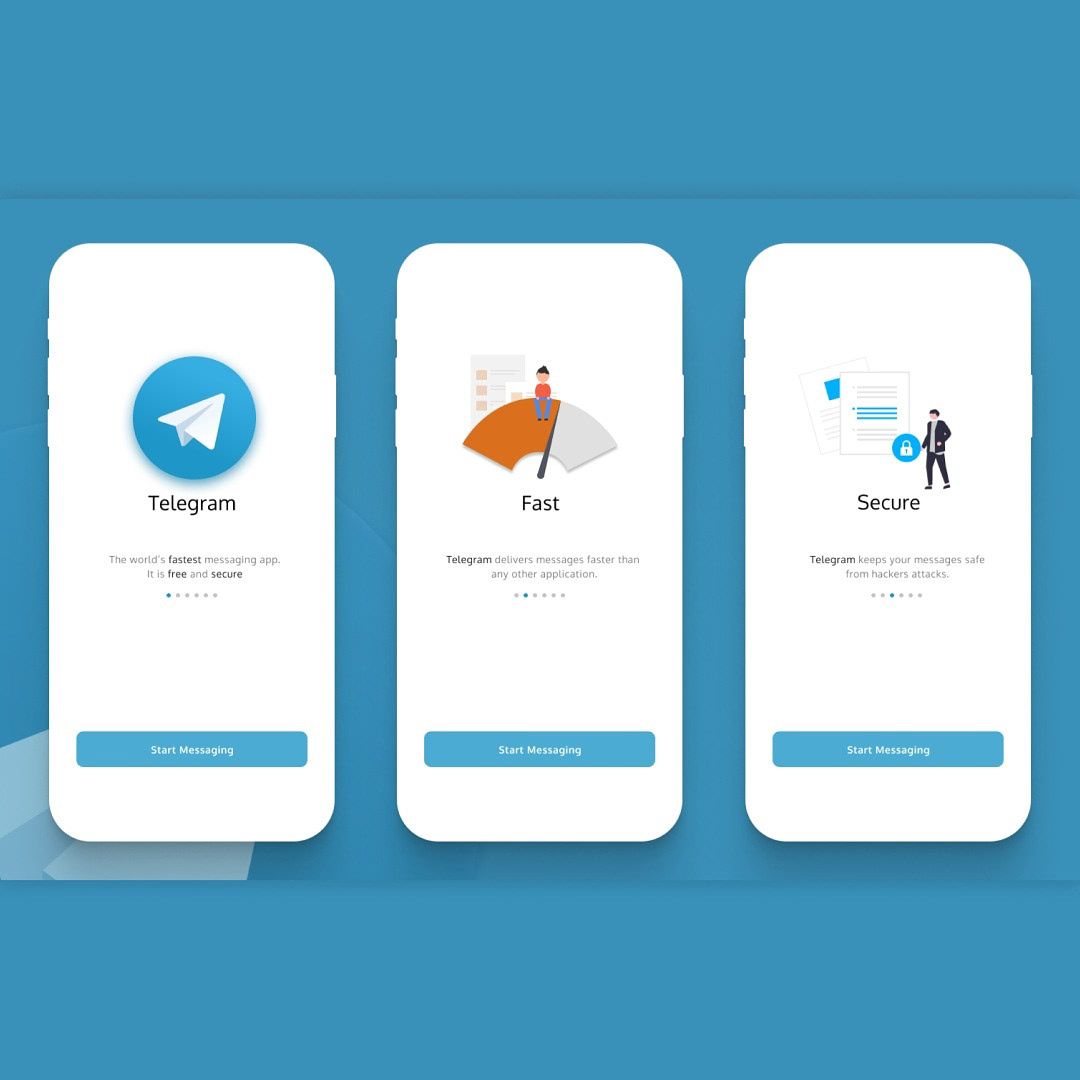 Telegram
The world's fastest messaging app.
It is free and secure
Start Messaging
Fast
Telegram delivers messages faster than
any other application.
Start Messaging
Secure
Telegram keeps your messages safe
from hackers attacks.
Start Messaging